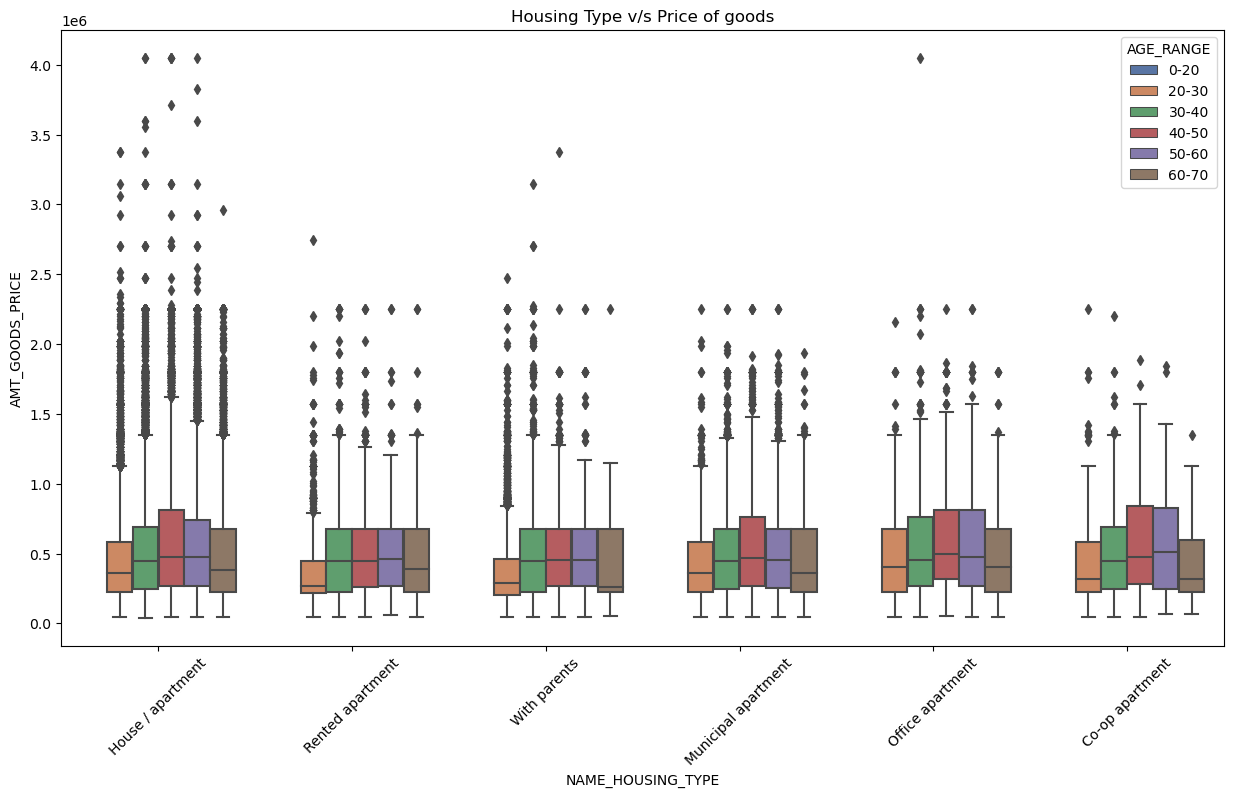 Housing Type v/s Price of goods
1e6
4.0
3.5
3.0
2.5
2.0
1.5
1.0
0.5
0.0
AMT_GOODS_PRICE
AGE_RANGE
0-20
20-30
30-40
40-50
50-60
60-70
House / apartment
Rented apartment
With parents
Municipal apartment
Office apartment
Co-op apartment
NAME_HOUSING_TYPE